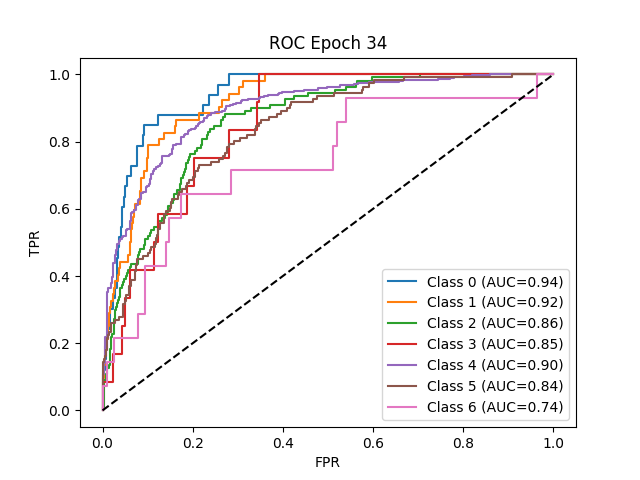 ROC Epoch 34
TPR
1.0
0.8
0.6
0.4
0.2
0.0
Class 0 (AUC=0.94)
Class 1 (AUC=0.92)
Class 2 (AUC=0.86)
Class 3 (AUC=0.85)
Class 4 (AUC=0.90)
Class 5 (AUC=0.84)
Class 6 (AUC=0.74)
0.0 0.2 0.4 0.6 0.8 1.0
FPR